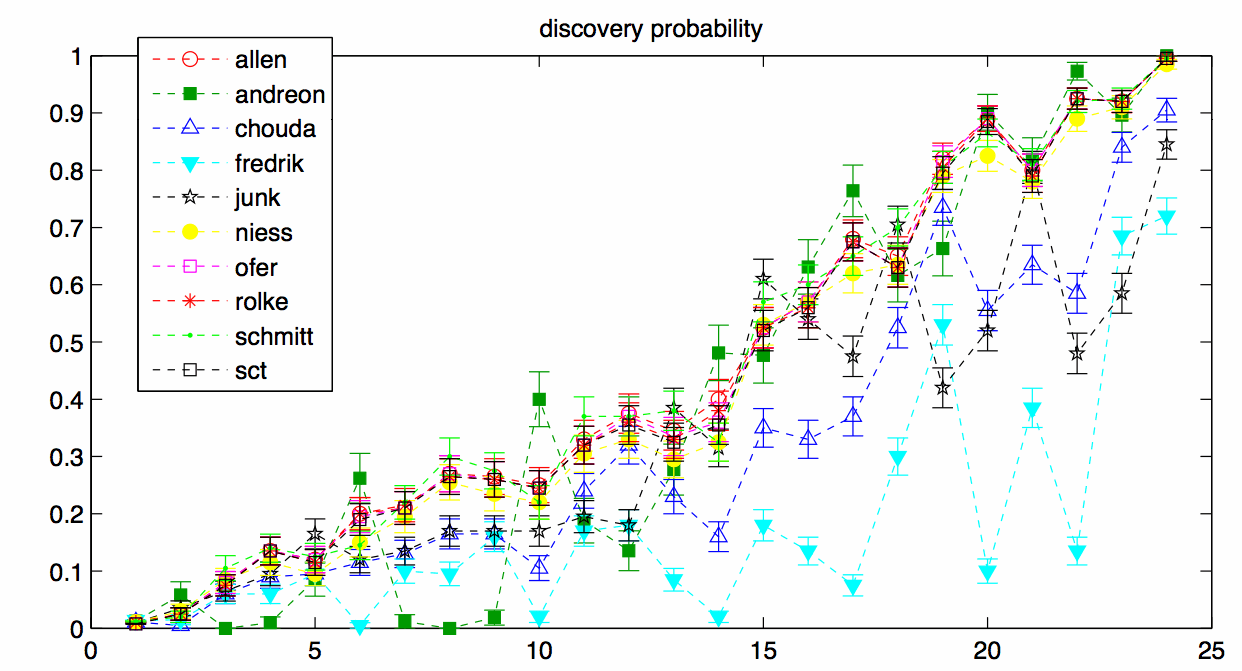 discovery probability
allen
andreon
chouda
fredrik
junk
niess
ofer
rolke
schmitt
sct
1
0.9
0.8
0.7
0.6
0.5
0.4
0.3
0.2
0.1
0
0 5 10 15 20 25